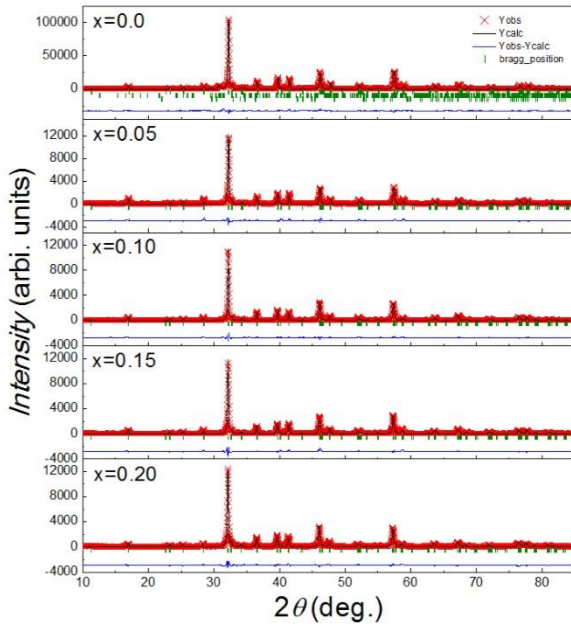 x=0.0
Yobs
Ycalc
Yobs-Ycalc
bragg_position
100000
50000
0
x=0.05
12000
8000
4000
0
-4000
x=0.10
12000
8000
4000
0
-4000
x=0.15
12000
8000
4000
0
-4000
x=0.20
12000
8000
4000
0
-4000
10 20 30 40 50 60 70 80
Intensity (arb. units)
2θ (deg.)